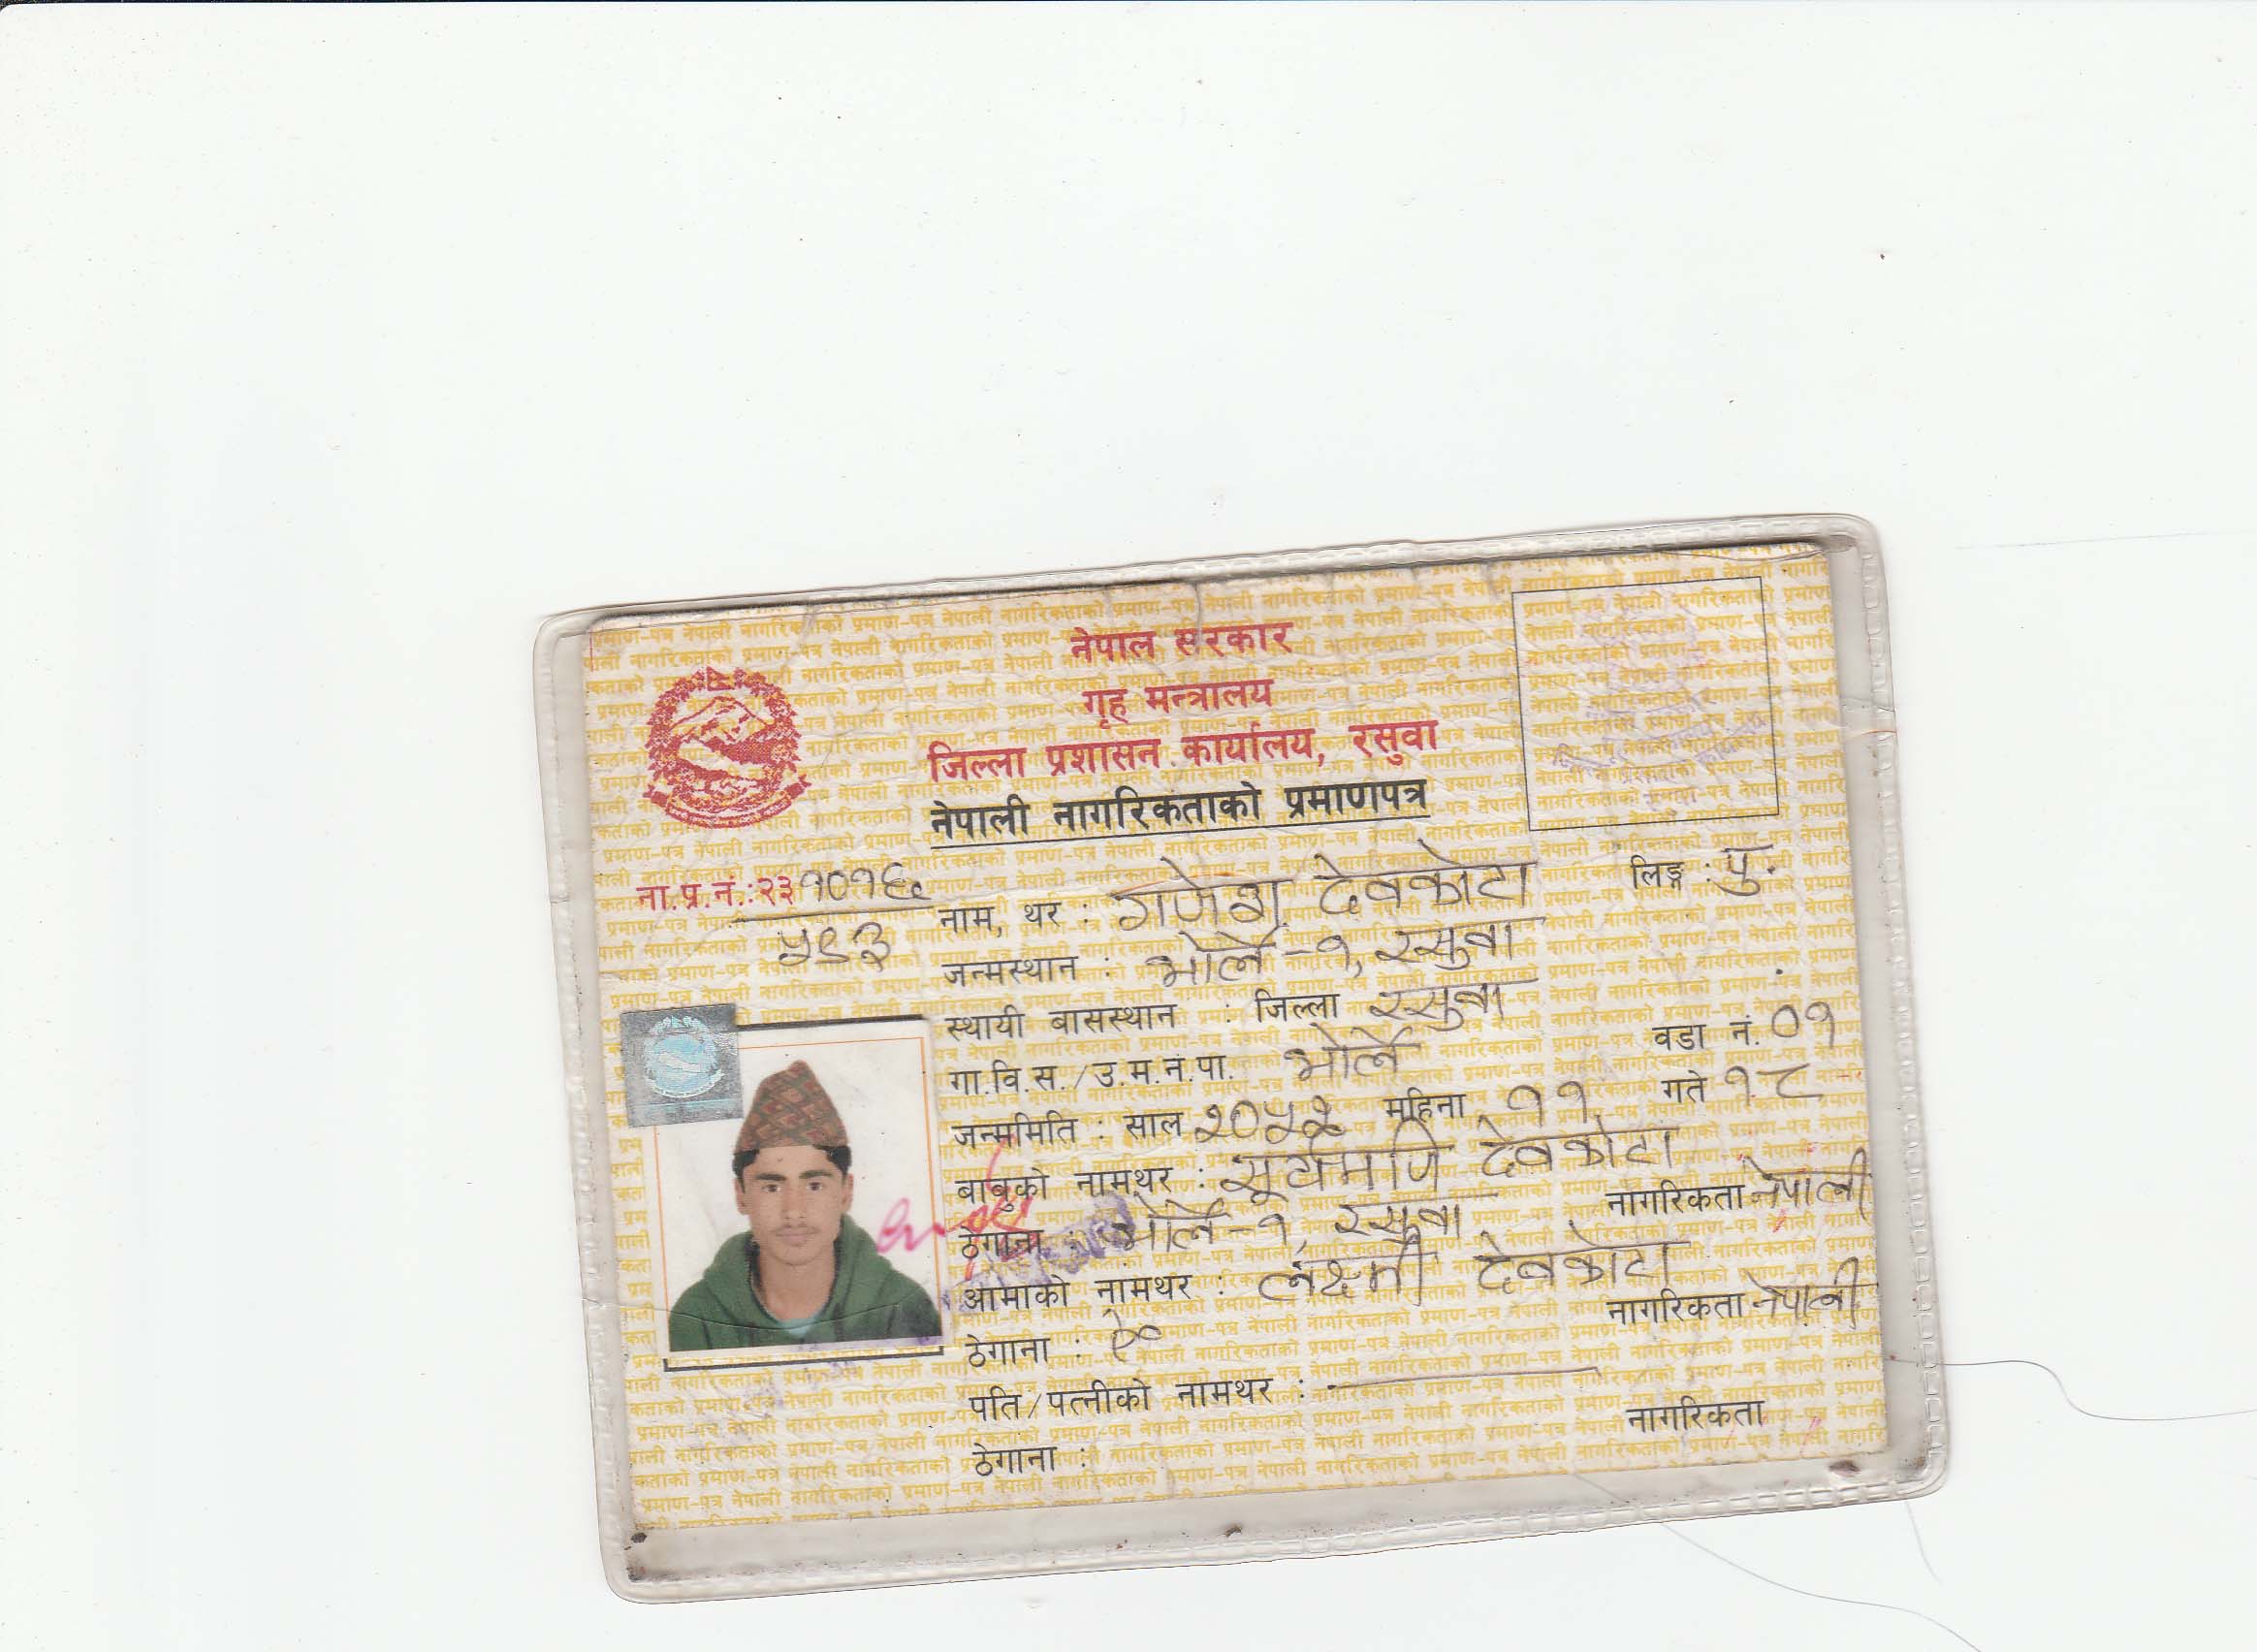 नेपाल सरकार
गृह मन्त्रालय
जिल्ला प्रशासन कार्यालय, रसुवा
नेपाली नागरिकताको प्रमाणपत्र
ना.प्र.नं.:२३१०१६
५९३
नाम, थर : गणेश देवकोटा लिङ्ग : पु.
जन्मस्थान : भोर्ले-१, रसुवा
स्थायी बासस्थान : जिल्ला रसुवा
गा.वि.स./उ.म.न.पा. भोर्ले वडा नं. ०१
जन्ममिति : साल २०५२ महिना ११ गते १८
बाबुको नामथर : सूर्यमणि देवकोटा
ठेगाना : भोर्ले-१, रसुवा नागरिकता नेपाली
आमाको नामथर : लक्ष्मी देवकोटा
ठेगाना : ऐ० नागरिकता नेपाली
पति/पत्नीको नामथर :
ठेगाना : नागरिकता